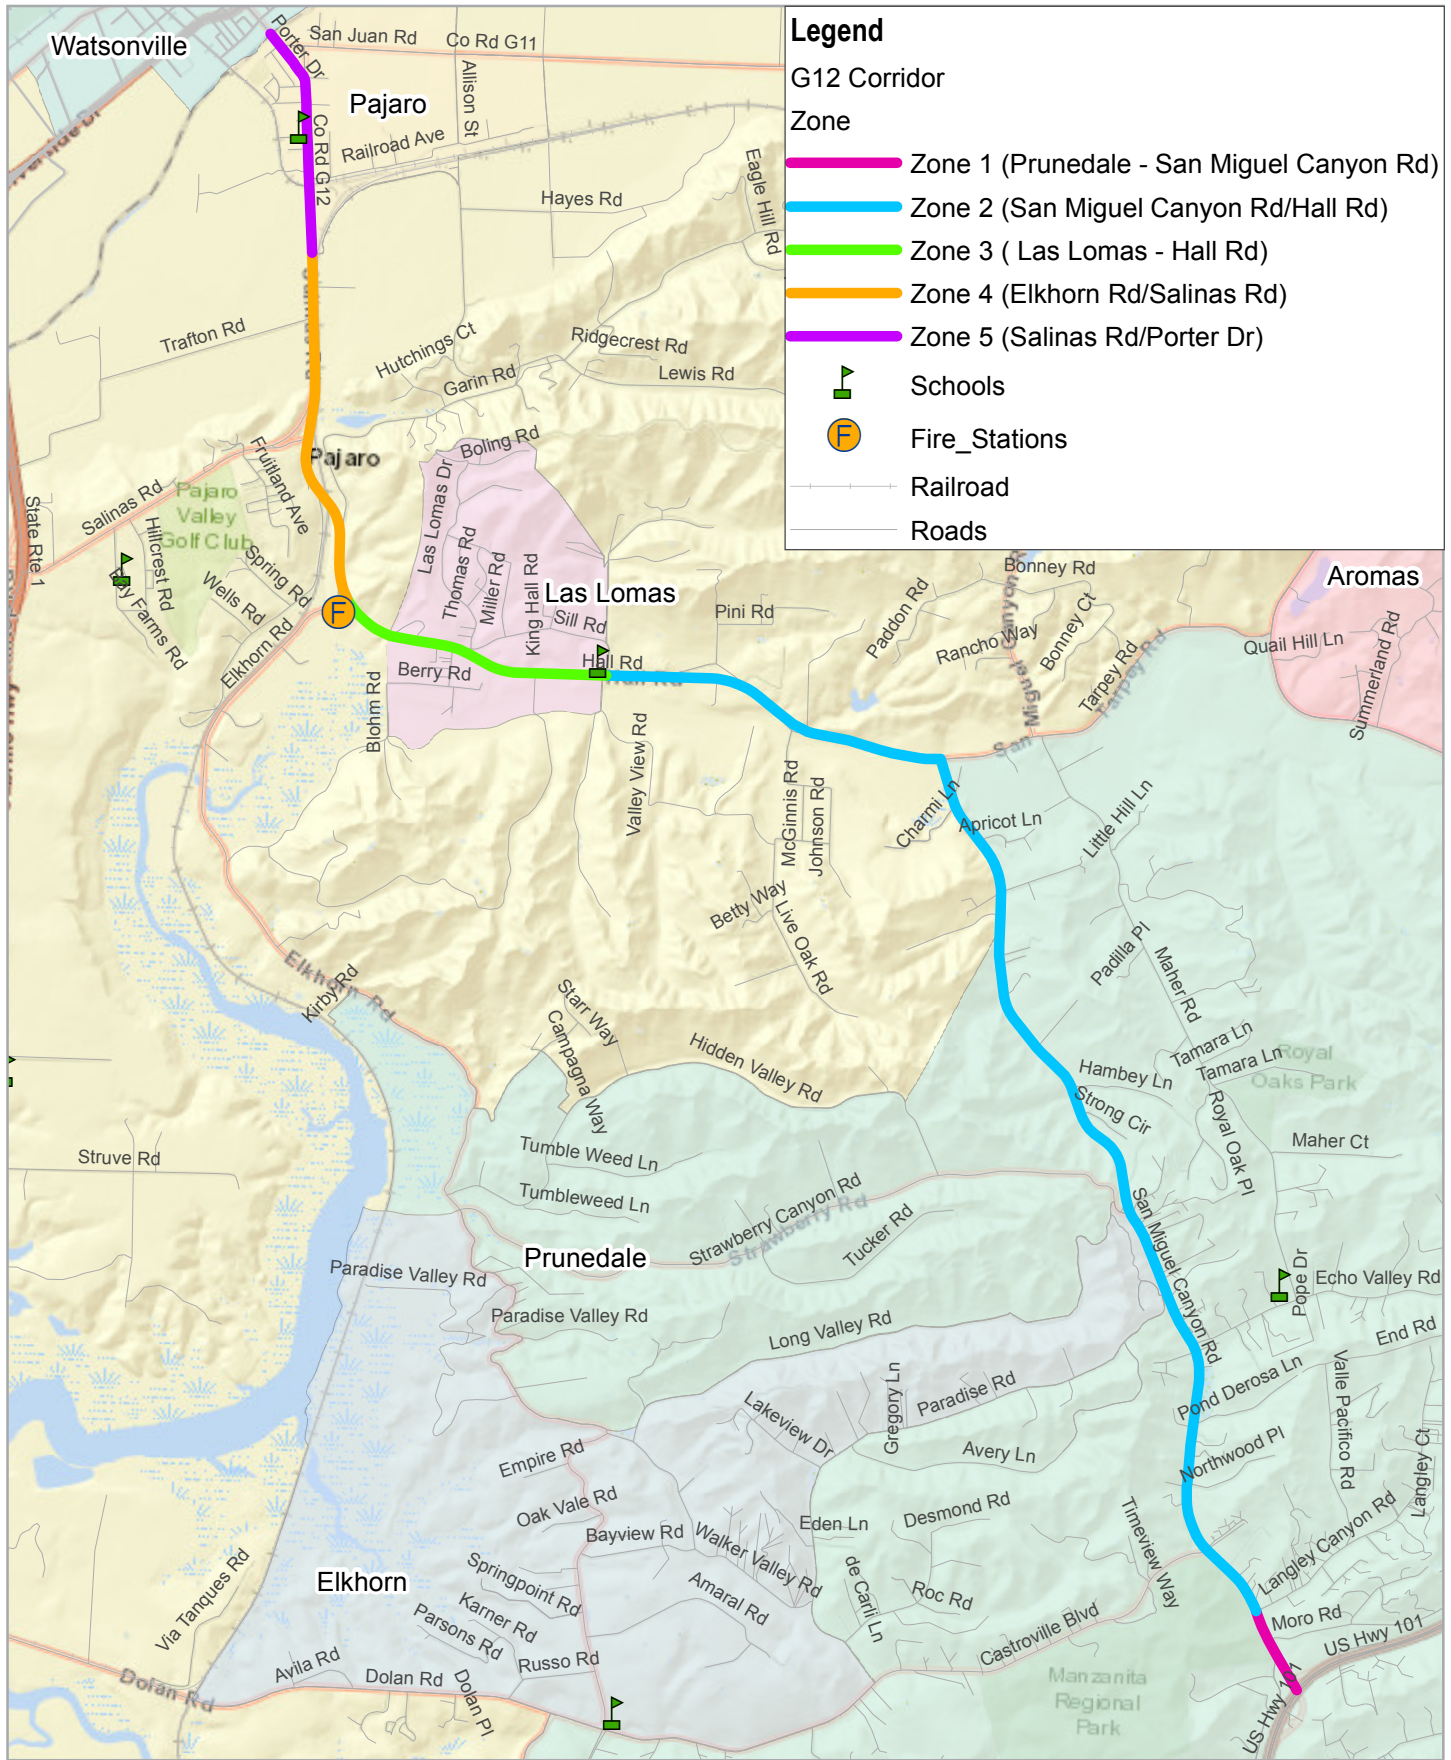 Legend
G12 Corridor
Zone
Zone 1 (Prunedale - San Miguel Canyon Rd)
Zone 2 (San Miguel Canyon Rd/Hall Rd)
Zone 3 ( Las Lomas - Hall Rd)
Zone 4 (Elkhorn Rd/Salinas Rd)
Zone 5 (Salinas Rd/Porter Dr)
Schools
F
Fire_Stations
Railroad
Roads
Watsonville
Porter Dr
San Juan Rd
Co Rd G11
Pajaro
Allison St
Co Rd G12
Railroad Ave
Eagle Hill Rd
Hayes Rd
Trafton Rd
Hutchings Ct
Ridgecrest Rd
Garin Rd
Lewis Rd
Boling Rd
Pajaro
Fruitland Ave
Salinas Rd
Pajaro
Valley
Golf Club
State Rte 1
Hillcrest Rd
Bay Farms Rd
Spring Rd
Wells Rd
Elkhorn Rd
F
Las Lomas Dr
Thomas Rd
Miller Rd
King Hall Rd
Las Lomas
Sill Rd
Hall Rd
Hall Rd
Berry Rd
Blohm Rd
Pini Rd
Paddon Rd
Bonney Rd
Rancho Way
Bonney Ct
Tarpey Rd
Tarpey Rd
San Miguel Canyon R
Aromas
Quail Hill Ln
Summerland Rd
Valley View Rd
McGinnis Rd
Johnson Rd
Charmi Ln
Apricot Ln
Little Hill Ln
Betty Way
Live Oak Rd
Padilla Pl
Maher Rd
Elkhorn Rd
Kirby Rd
Starr Way
Campagna Way
Hidden Valley Rd
Tamara Ln
Tamara Ln
Royal
Oaks Park
Hambey Ln
Strong Cir
Royal Oak Pl
Maher Ct
Struve Rd
Tumble Weed Ln
Tumbleweed Ln
Strawberry Canyon Rd
Strawberry Rd
Tucker Rd
San Miguel Canyon Rd
Prunedale
Paradise Valley Rd
Paradise Valley Rd
Long Valley Rd
Pope Dr
Echo Valley Rd
End Rd
Gregory Ln
Paradise Rd
Pond Derosa Ln
Valle Pacifico Rd
Lakeview Dr
Avery Ln
Northwood Pl
Langley Ct
Empire Rd
Oak Vale Rd
Bayview Rd
Walker Valley Rd
Eden Ln
Desmond Rd
Timeview Way
Langley Canyon Rd
Elkhorn
Springpoint Rd
Karner Rd
Parsons Rd
Amaral Rd
de Carli Ln
Roc Rd
Castroville Blvd
Moro Rd
US Hwy 101
US Hwy 101
Via Tanques Rd
Avila Rd
Dolan Rd
Dolan Rd
Dolan Pl
Russo Rd
Manzanita
Regional
Park